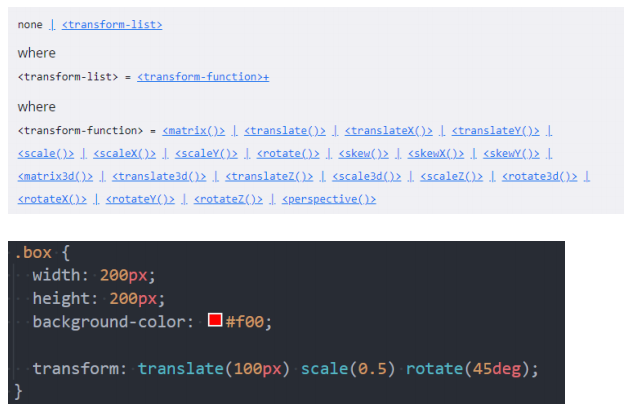 none | <transform-list>
where
<transform-list> = <transform-function>+
where
<transform-function> = <matrix()> | <translate()> | <translateX()> | <translateY()> |
<scale()> | <scaleX()> | <scaleY()> | <rotate()> | <skew()> | <skewX()> | <skewY()> |
<matrix3d()> | <translate3d()> | <translateZ()> | <scale3d()> | <scaleZ()> | <rotate3d()> |
<rotateX()> | <rotateY()> | <rotateZ()> | <perspective()>
.box {
  width: 200px;
  height: 200px;
  background-color: #f00;
  transform: translate(100px) scale(0.5) rotate(45deg);
}